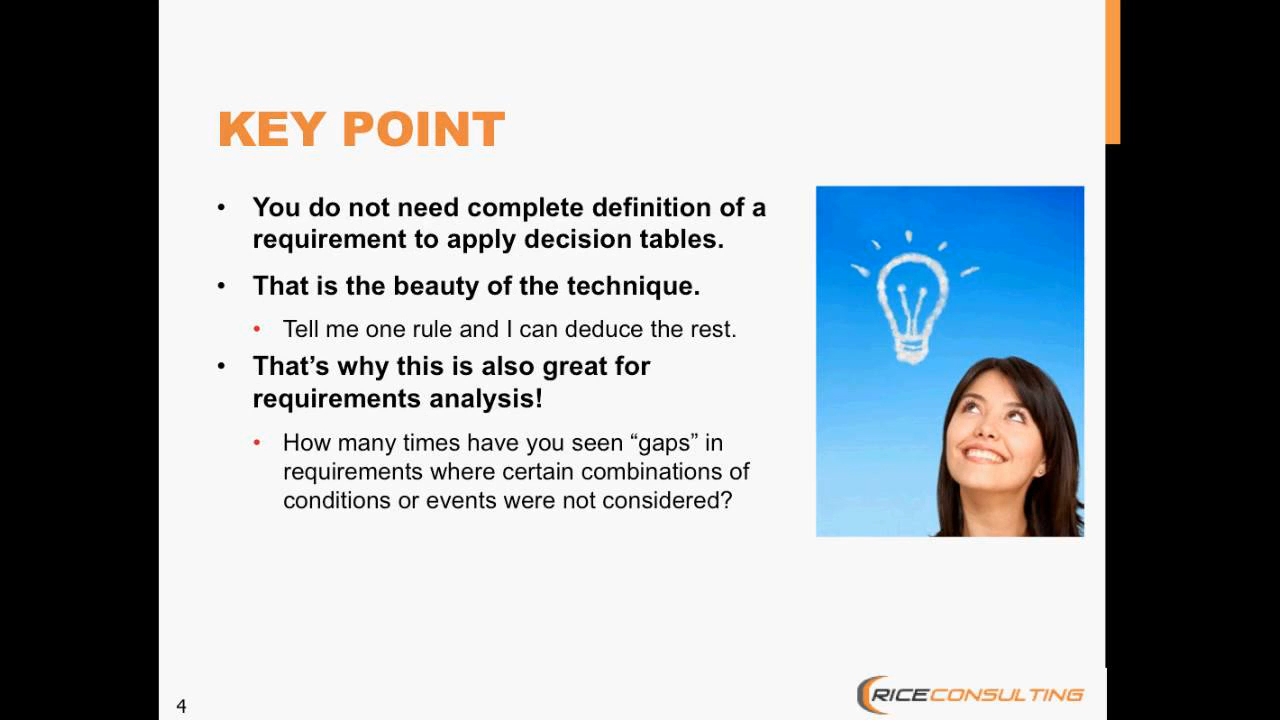 KEY POINT
• You do not need complete definition of a
requirement to apply decision tables.
• That is the beauty of the technique.
• Tell me one rule and I can deduce the rest.
• That’s why this is also great for
requirements analysis!
• How many times have you seen “gaps” in
requirements where certain combinations of
conditions or events were not considered?
4
RICECONSULTING